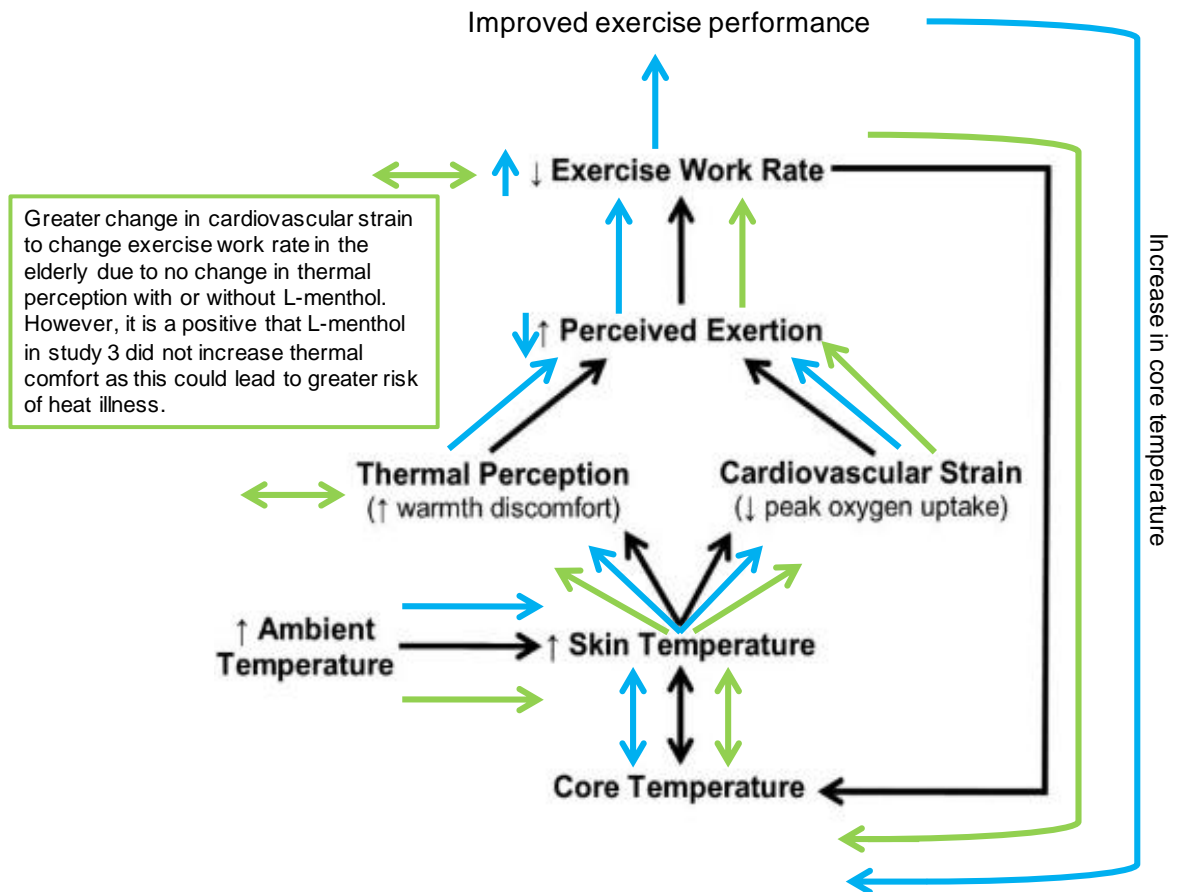 Improved exercise performance
↓ Exercise Work Rate
Greater change in cardiovascular strain
to change exercise work rate in the
elderly due to no change in thermal
perception with or without L-menthol.
However, it is a positive that L-menthol
in study 3 did not increase thermal
comfort as this could lead to greater risk
of heat illness.
↑ Perceived Exertion
Thermal Perception
(↑ warmth discomfort)
Cardiovascular Strain
(↓ peak oxygen uptake)
↑ Ambient
Temperature
↑ Skin Temperature
Core Temperature
Increase in core temperature